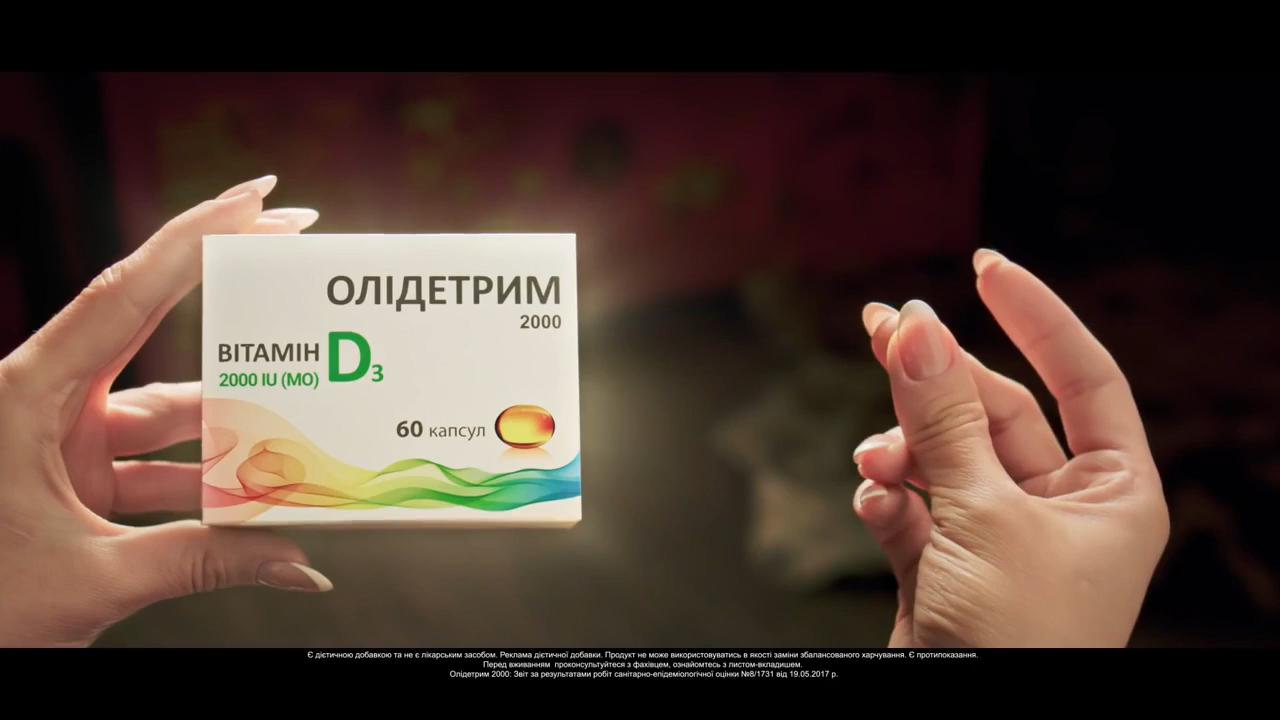 ОЛІДЕТРИМ
2000
ВІТАМІН D3
2000 IU (МО)
60 капсул
Є дієтичною добавкою та не є лікарським засобом. Реклама дієтичної добавки. Продукт не може використовуватись в якості заміни збалансованого харчування. Є протипоказання.
Перед вживанням проконсультуйтеся з фахівцем, ознайомтесь з листом-вкладишем.
Олідетрим 2000: Звіт за результатами робіт санітарно-епідеміологічної оцінки №8/1731 від 19.05.2017 р.